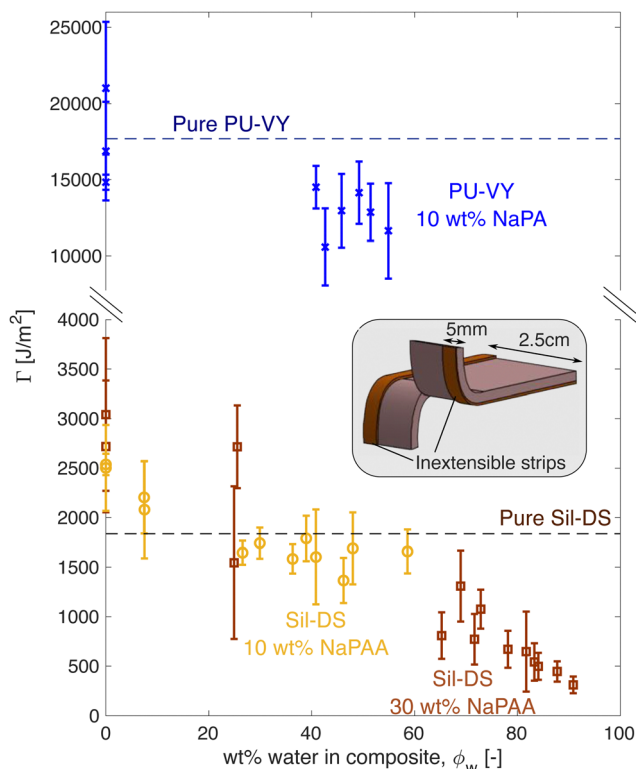 25000
20000
15000
10000
Pure PU-VY
PU-VY
10 wt% NaPA
4000
3500
3000
2500
2000
1500
1000
500
0
Γ [J/m²]
5mm
2.5cm
Inextensible strips
Pure Sil-DS
Sil-DS
10 wt% NaPAA
Sil-DS
30 wt% NaPAA
0 20 40 60 80 100
wt% water in composite, ϕ_w [-]